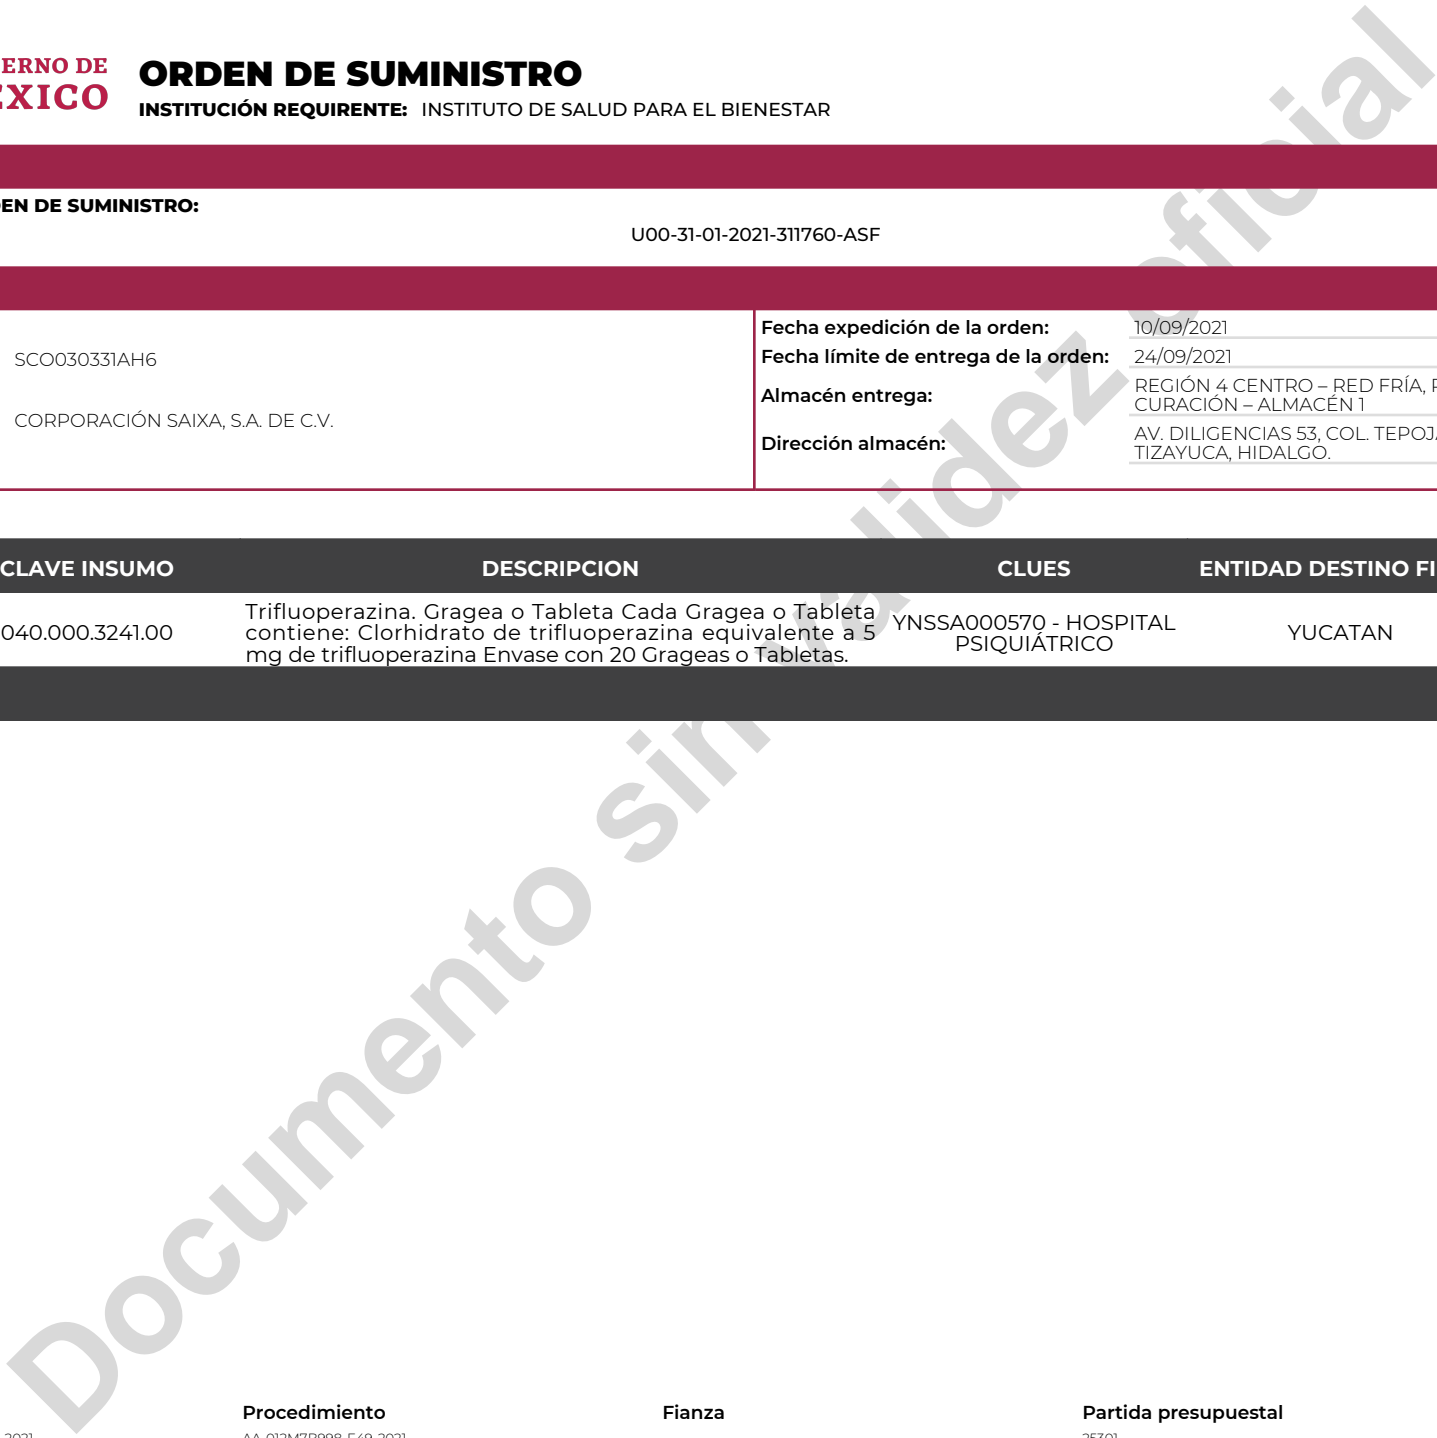 ERNO DE
EXICO
ORDEN DE SUMINISTRO
INSTITUCIÓN REQUIRENTE: INSTITUTO DE SALUD PARA EL BIENESTAR
EN DE SUMINISTRO:
U00-31-01-2021-311760-ASF
SCO030331AH6
CORPORACIÓN SAIXA, S.A. DE C.V.
Fecha expedición de la orden: 10/09/2021
Fecha límite de entrega de la orden: 24/09/2021
Almacén entrega: REGIÓN 4 CENTRO – RED FRÍA,
CURACIÓN – ALMACÉN 1
Dirección almacén: AV. DILIGENCIAS 53, COL. TEPOJ
TIZAYUCA, HIDALGO.
CLAVE INSUMO DESCRIPCION CLUES ENTIDAD DESTINO FI
040.000.3241.00
Trifluoperazina. Gragea o Tableta Cada Gragea o Tableta
contiene: Clorhidrato de trifluoperazina equivalente a 5
mg de trifluoperazina Envase con 20 Grageas o Tabletas.
YNSSA000570 - HOSPITAL
PSIQUIÁTRICO
YUCATAN
Documento sin validez oficial
Procedimiento Fianza Partida presupuestal